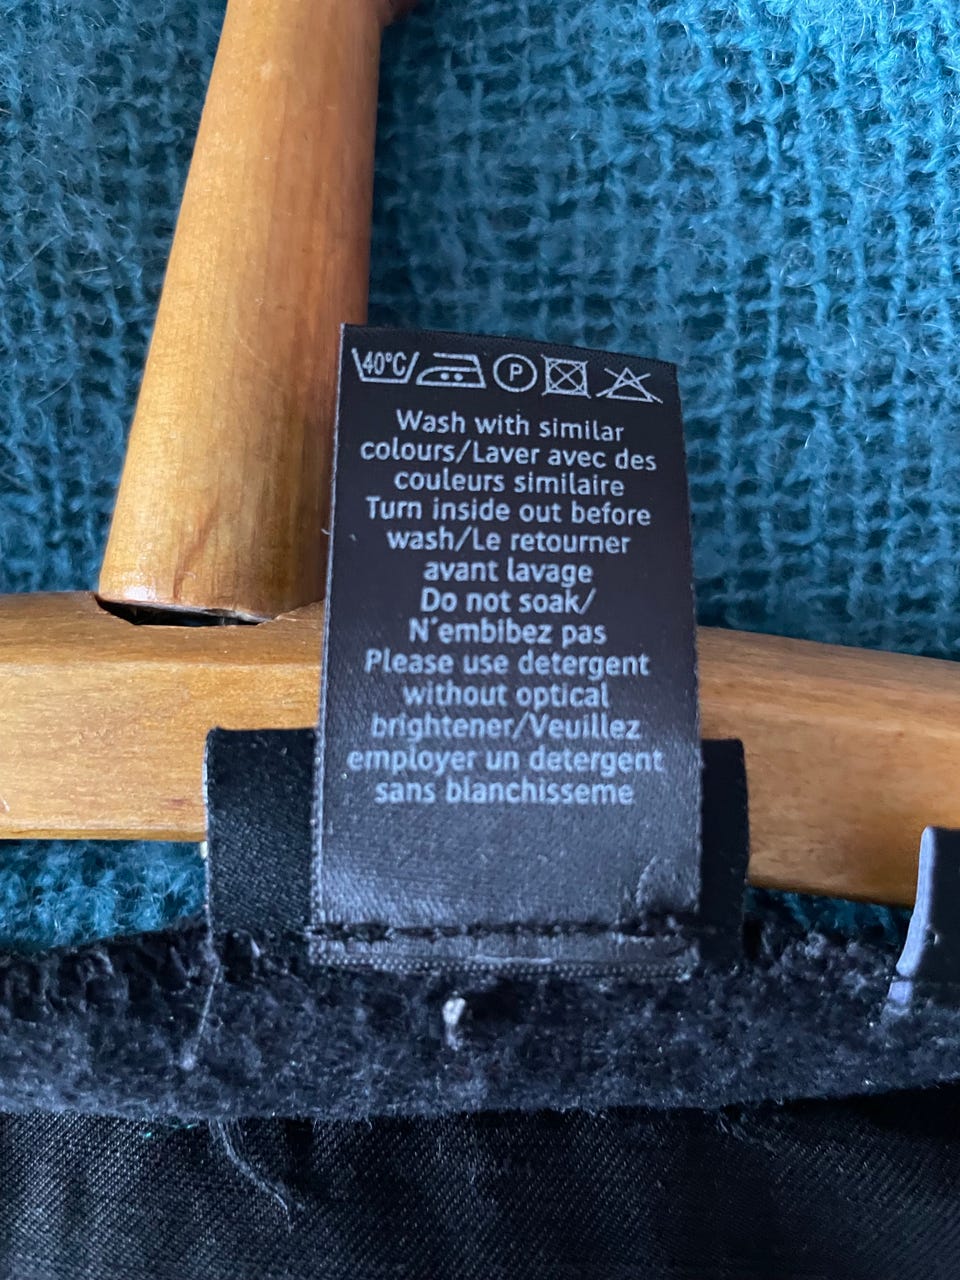 40°C P
Wash with similar
colours/Laver avec des
couleurs similaire
Turn inside out before
wash/Le retourner
avant lavage
Do not soak/
N'embibez pas
Please use detergent
without optical
brightener/Veuillez
employer un detergent
sans blanchisseme